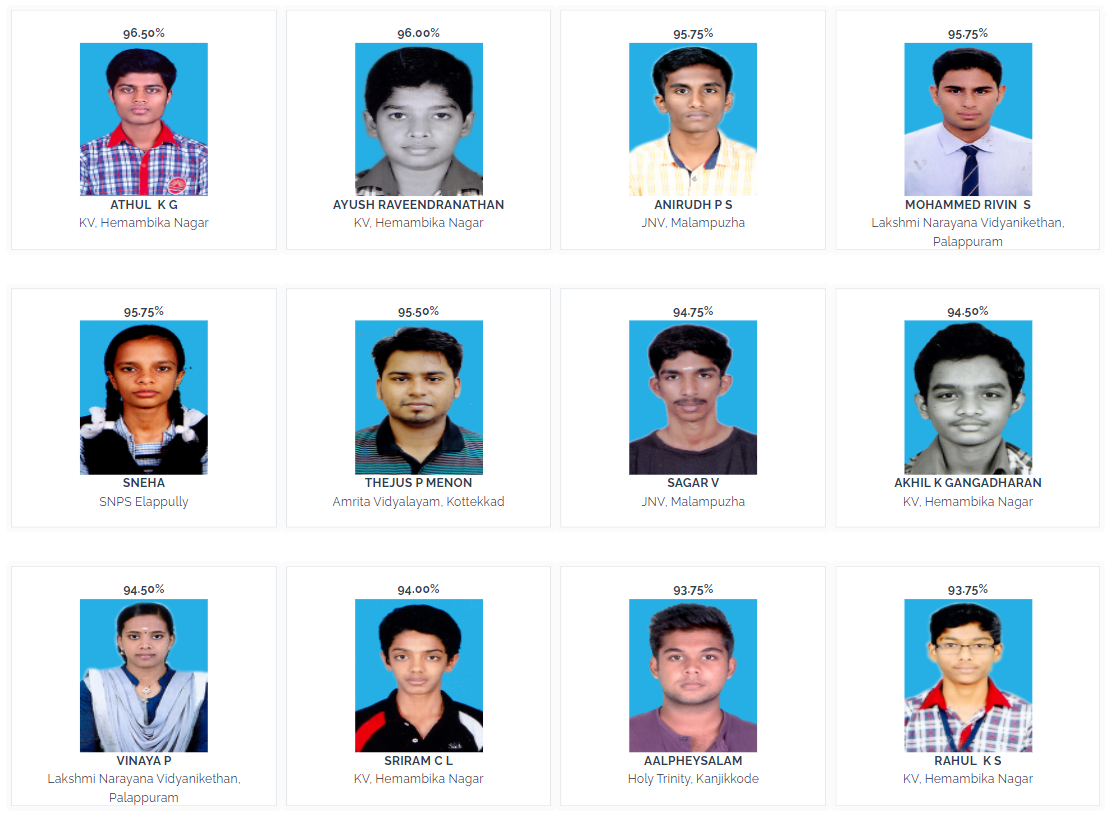 96.50%
ATHUL K G
KV, Hemambika Nagar
96.00%
AYUSH RAVEENDRANATHAN
KV, Hemambika Nagar
95.75%
ANIRUDH P S
JNV, Malampuzha
95.75%
MOHAMMED RIVIN S
Lakshmi Narayana Vidyanikethan,
Palappuram
95.75%
SNEHA
SNPS Elappully
95.50%
THEJUS P MENON
Amrita Vidyalayam, Kottekkad
94.75%
SAGAR V
JNV, Malampuzha
94.50%
AKHIL K GANGADHARAN
KV, Hemambika Nagar
94.50%
VINAYA P
Lakshmi Narayana Vidyanikethan,
Palappuram
94.00%
SRIRAM C L
KV, Hemambika Nagar
93.75%
AALPHEYSALAM
Holy Trinity, Kanjikkode
93.75%
RAHUL K S
KV, Hemambika Nagar